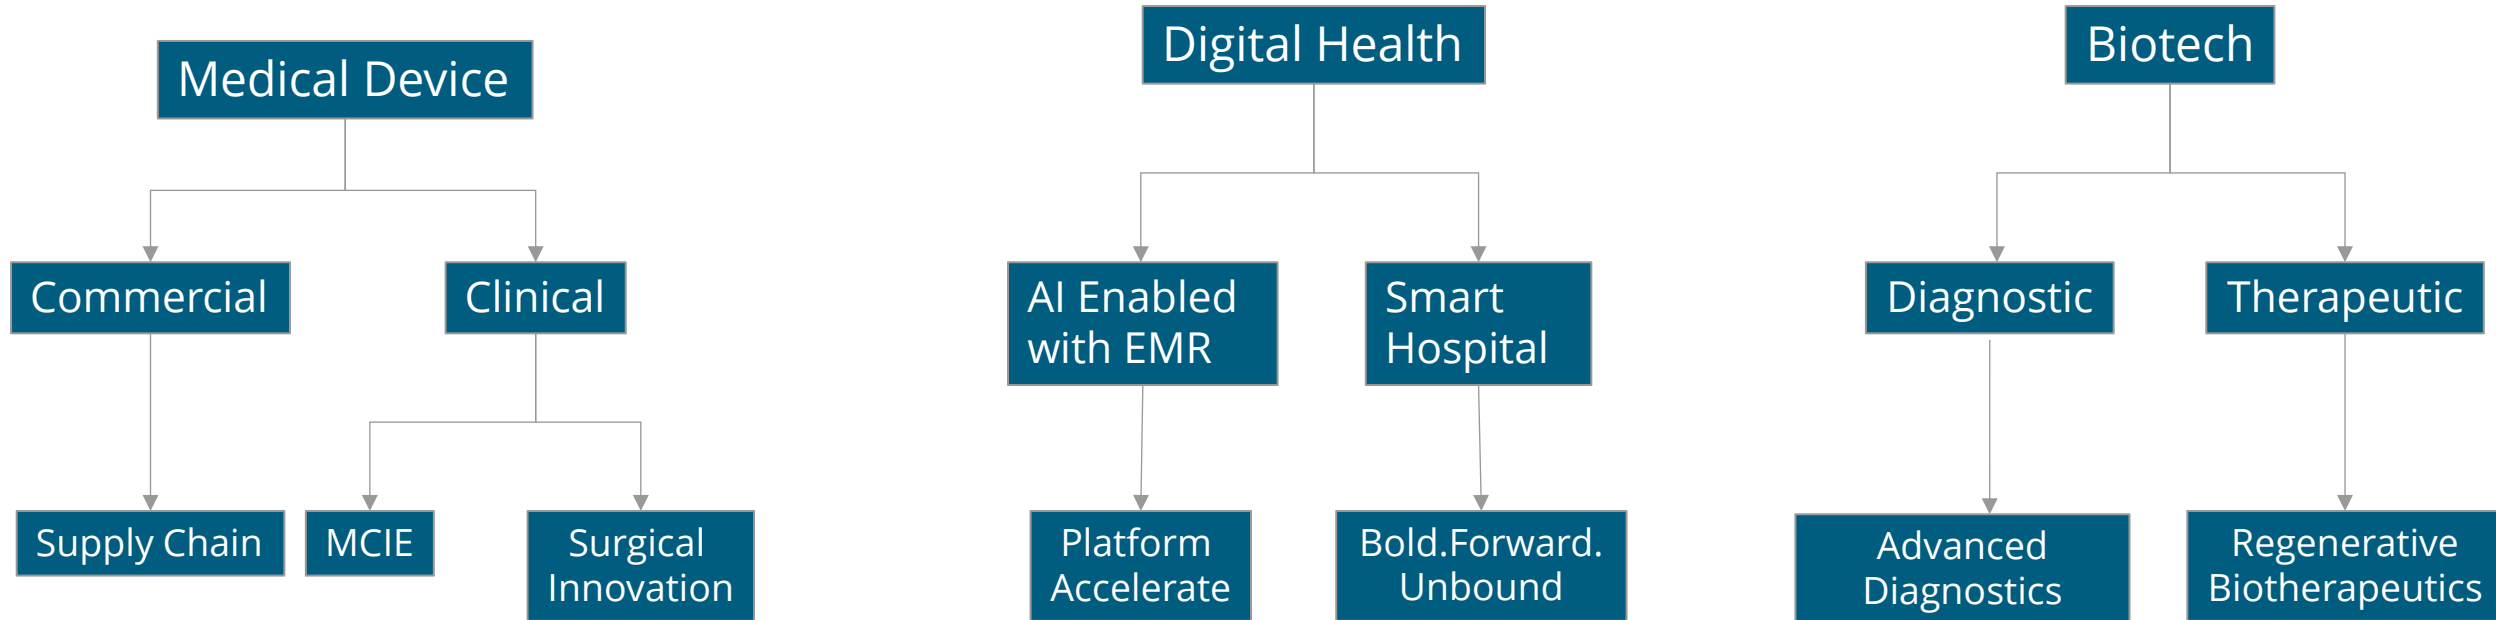 Medical Device
Digital Health
Biotech
Commercial
Clinical
AI Enabled
with EMR
Smart
Hospital
Diagnostic
Therapeutic
Supply Chain
MCIE
Surgical
Innovation
Platform
Accelerate
Bold.Forward.
Unbound
Advanced
Diagnostics
Regenerative
Biotherapeutics